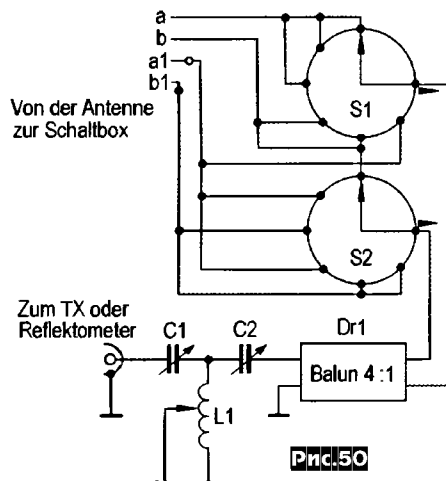 a
b
a1
b1
S1
Von der Antenne
zur Schaltbox
S2
Zum TX oder
Reflektometer
C1
C2
Dr1
Balun 4:1
L1
Рис.50